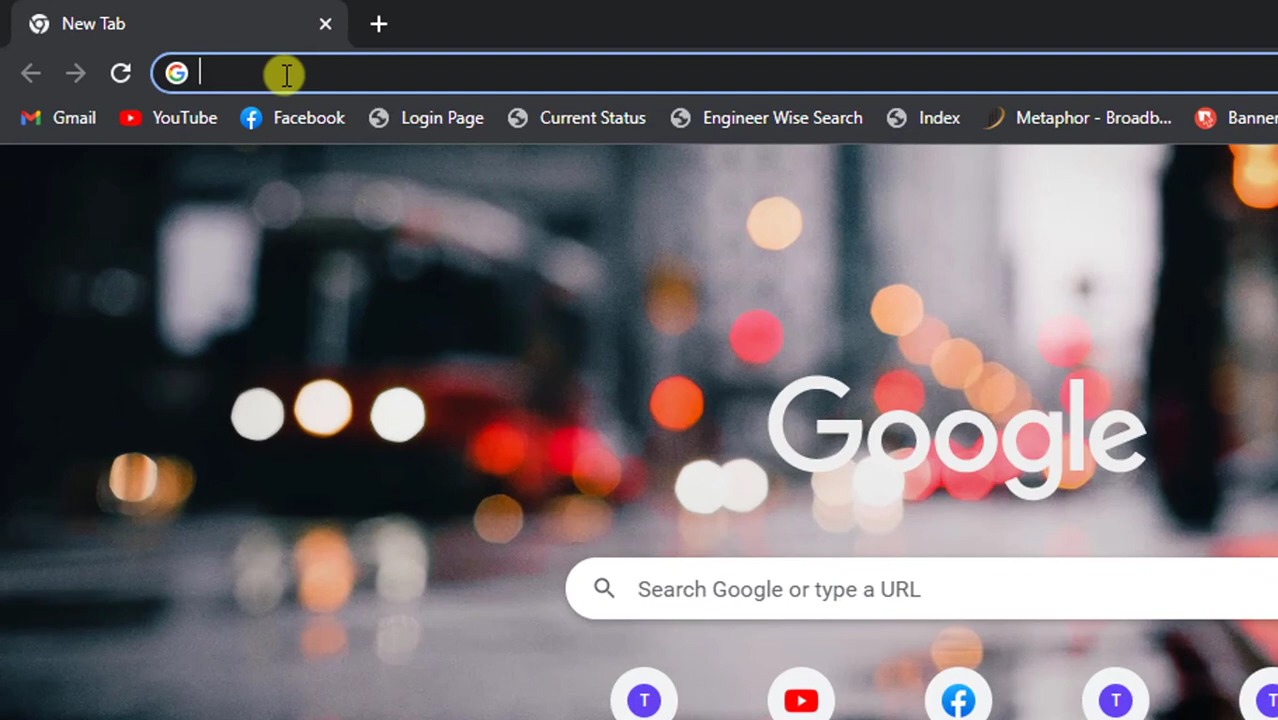 New Tab
Gmail YouTube Facebook Login Page Current Status Engineer Wise Search Index Metaphor - Broadb... Banner
Google
Search Google or type a URL
T T T